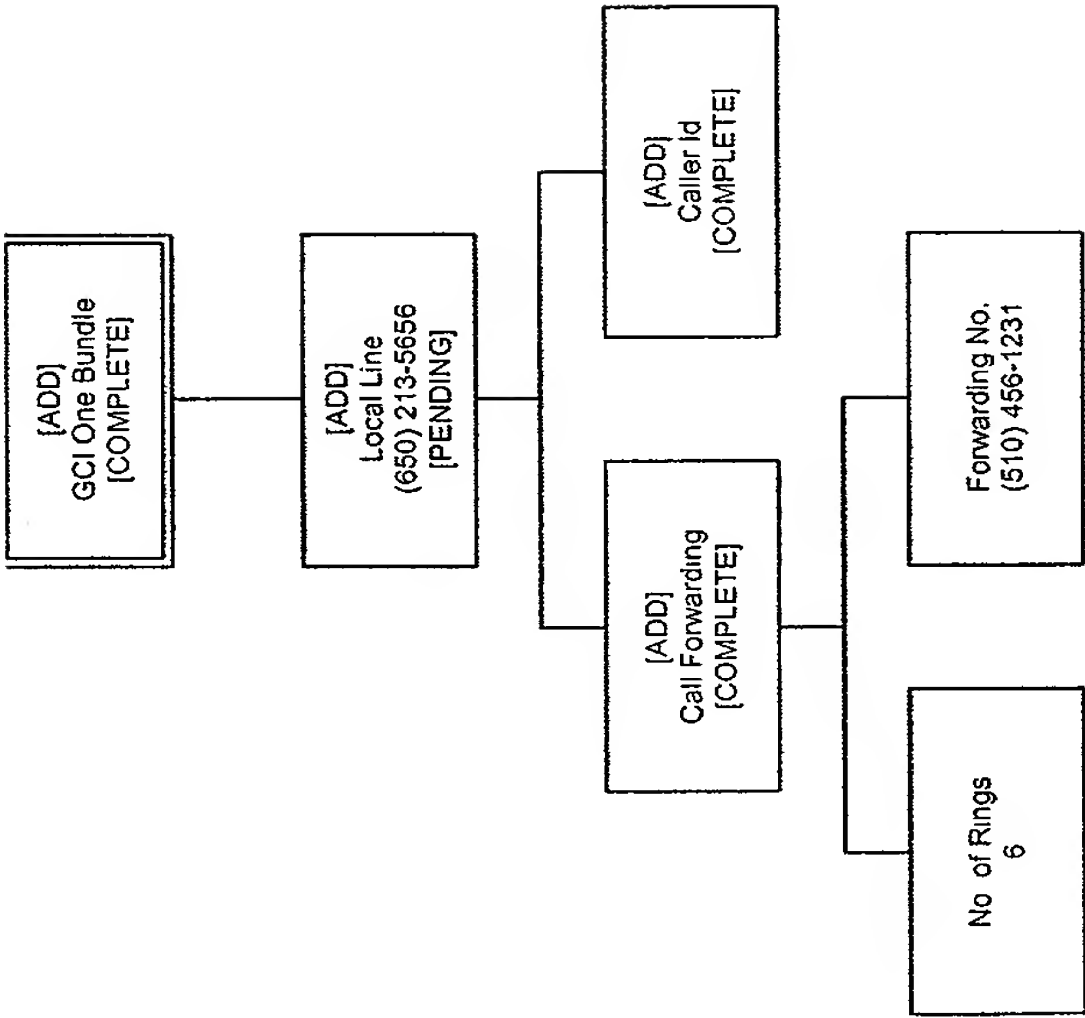 [ADD]
GCI One Bundle
[COMPLETE]
[ADD]
Local Line
(650) 213-5656
[PENDING]
[ADD]
Call Forwarding
[COMPLETE]
[ADD]
Caller Id
[COMPLETE]
No of Rings
6
Forwarding No.
(510) 456-1231